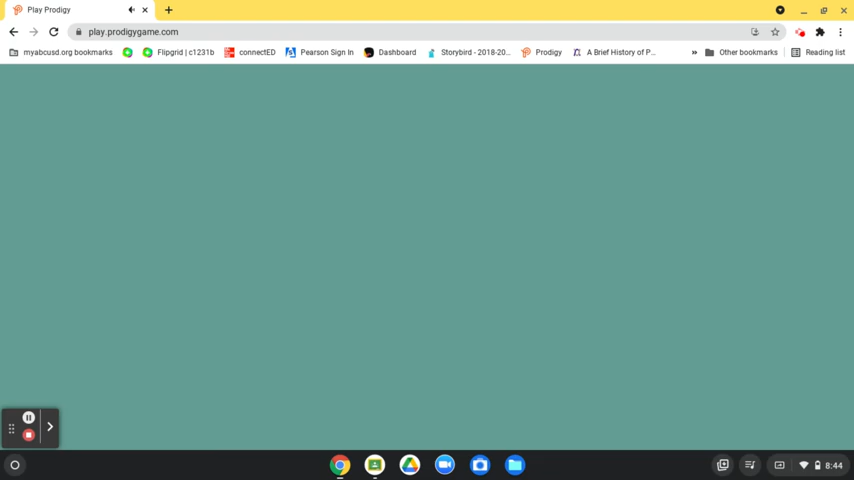 Play Prodigy
play.prodigygame.com
myabcusd.org bookmarks
Flipgrid | c1231b
connectED
Pearson Sign In
Dashboard
Storybird - 2018-20...
Prodigy
A Brief History of P...
»
Other bookmarks
Reading list
8:44